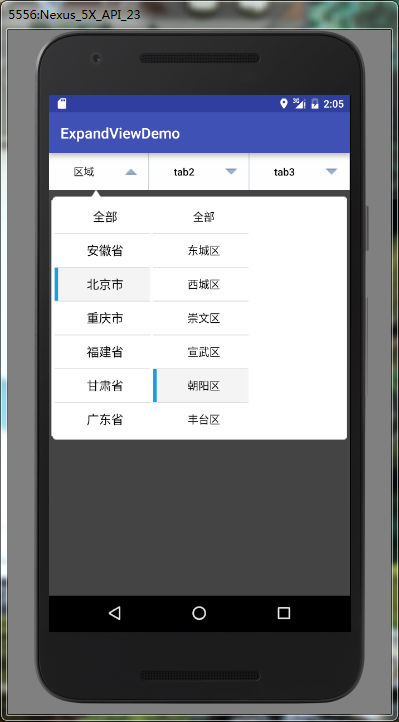 5556:Nexus_5X_API_23
3G 2:05
ExpandViewDemo
区域 tab2 tab3
全部 全部
安徽省 东城区
北京市 西城区
重庆市 崇文区
福建省 宣武区
甘肃省 朝阳区
广东省 丰台区